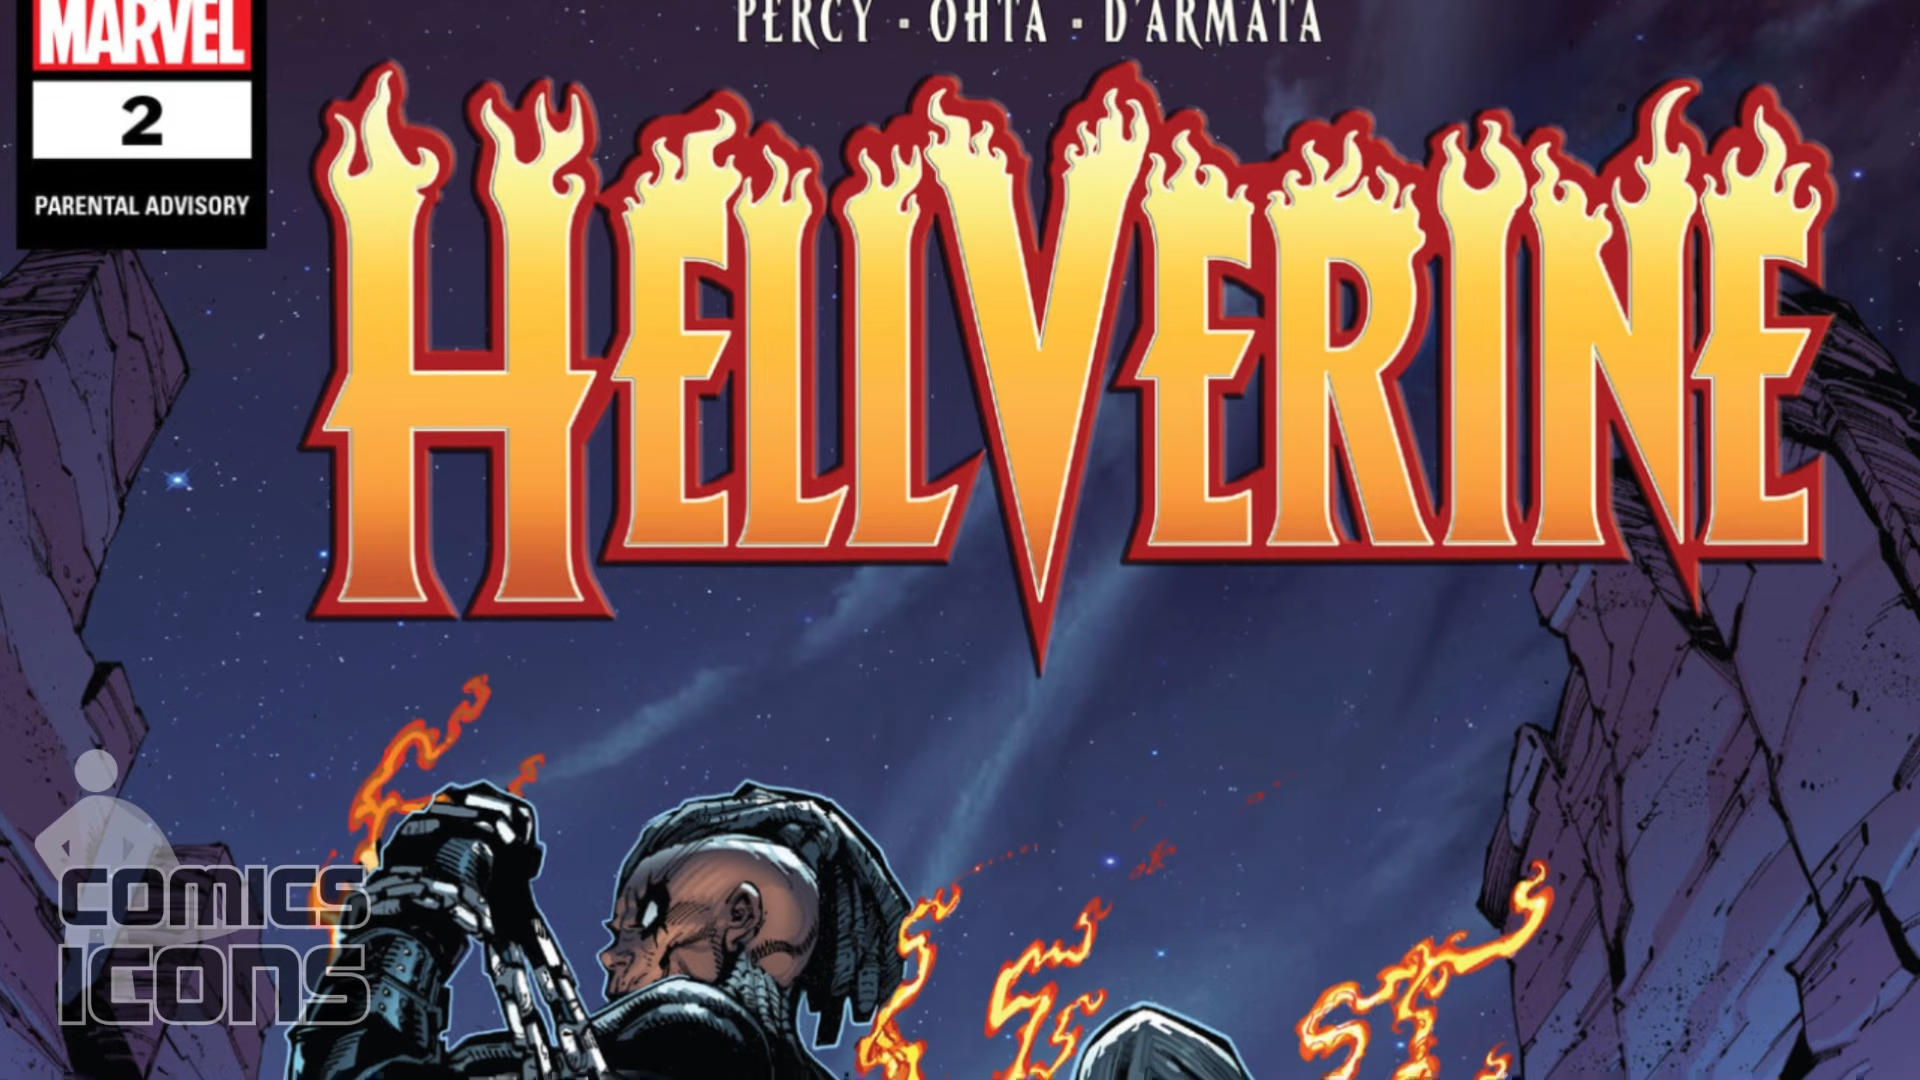 MARVEL
2
PARENTAL ADVISORY
PERCY - OHTA - D'ARMATA
HELLVERINE
COMICS
ICONS